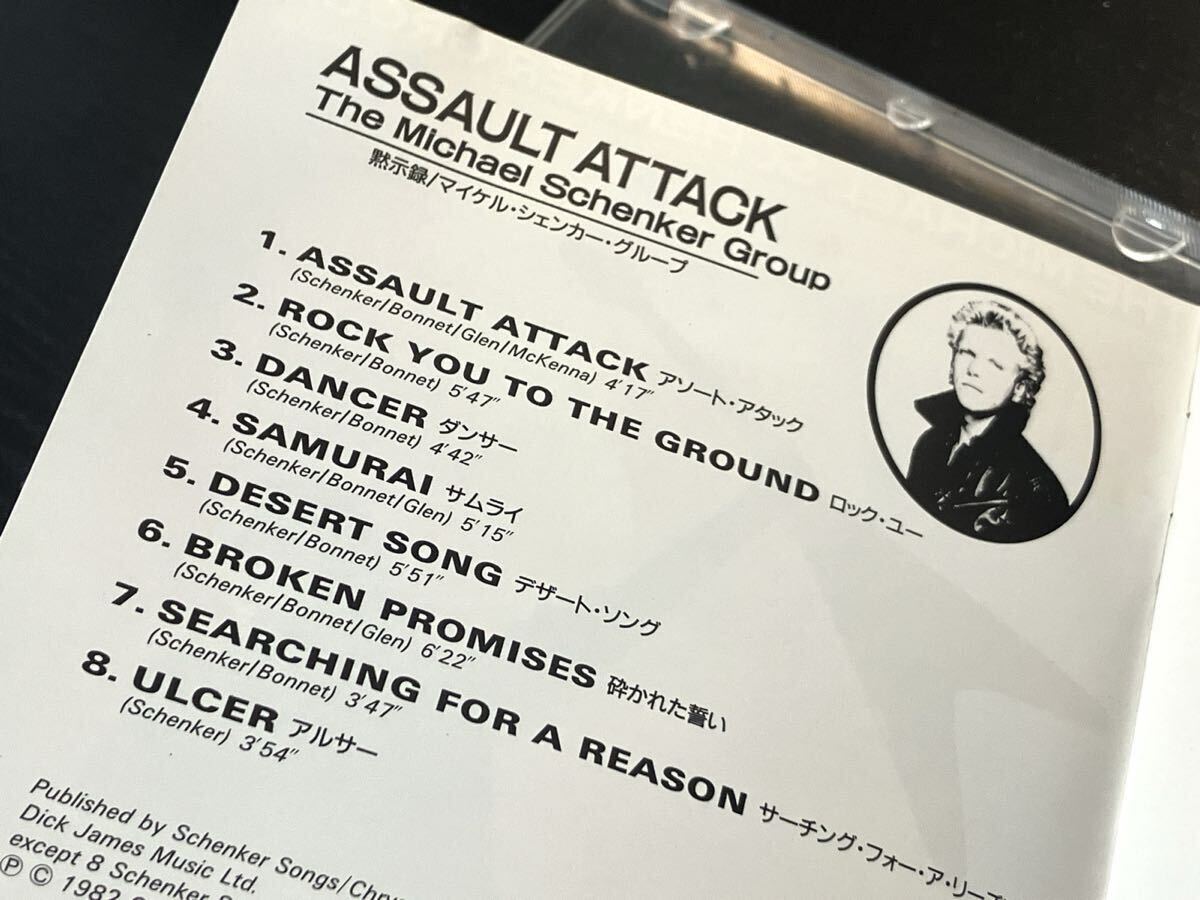 ASSAULT ATTACK
The Michael Schenker Group
黙示録/マイケル・シェンカー・グループ
1. ASSAULT ATTACK アソート・アタック
(Schenker/Bonnet/Glen/McKenna) 4'17"
2. ROCK YOU TO THE GROUND ロック・ユー
(Schenker/Bonnet) 5'47"
3. DANCER ダンサー
(Schenker/Bonnet) 4'42"
4. SAMURAI サムライ
(Schenker/Bonnet/Glen) 5'15"
5. DESERT SONG デザート・ソング
(Schenker/Bonnet) 5'51"
6. BROKEN PROMISES 砕かれた誓い
(Schenker/Bonnet/Glen) 6'22"
7. SEARCHING FOR A REASON サーチング・フォー・ア・リーズ
(Schenker/Bonnet) 3'47"
8. ULCER アルサー
(Schenker) 3'54"
Published by Schenker Songs/Chry
Dick James Music Ltd.
except 8 Schenker
Ⓟ © 1982